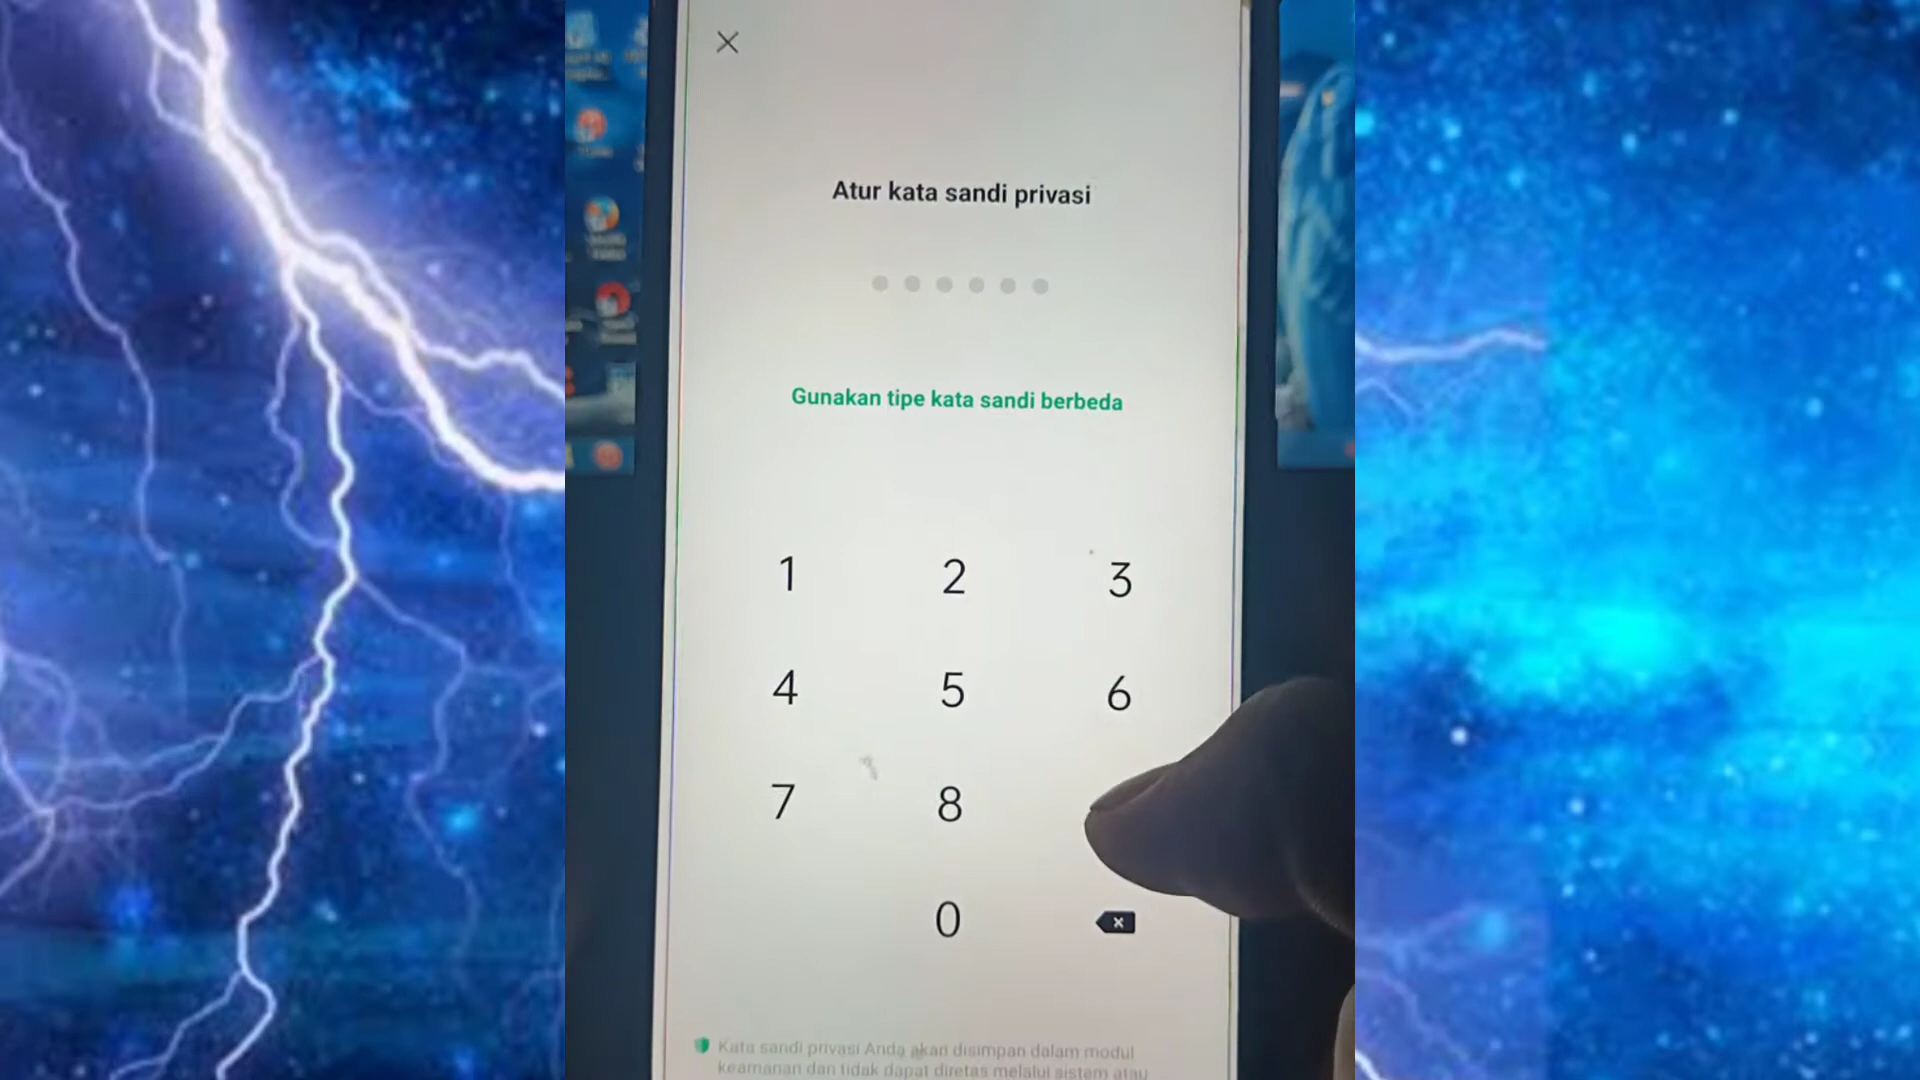 Atur kata sandi privasi
Gunakan tipe kata sandi berbeda
1 2 3
4 5 6
7 8
0
Kata sandi privasi Anda akan disimpan dalam modul
keamanan dan tidak dapat diretas melalui sistem atau